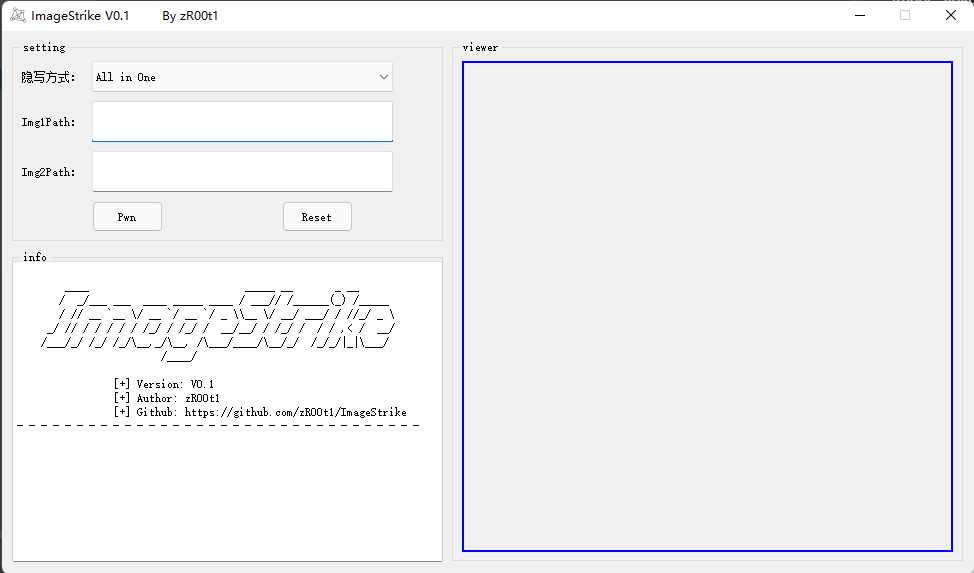 ImageStrike V0.1 By zR00t1
setting
隐写方式: All in One
Img1Path:
Img2Path:
Pwn Reset
info
ImageStrike
[+] Version: V0.1
[+] Author: zR00t1
[+] Github: https://github.com/zR00t1/ImageStrike
viewer